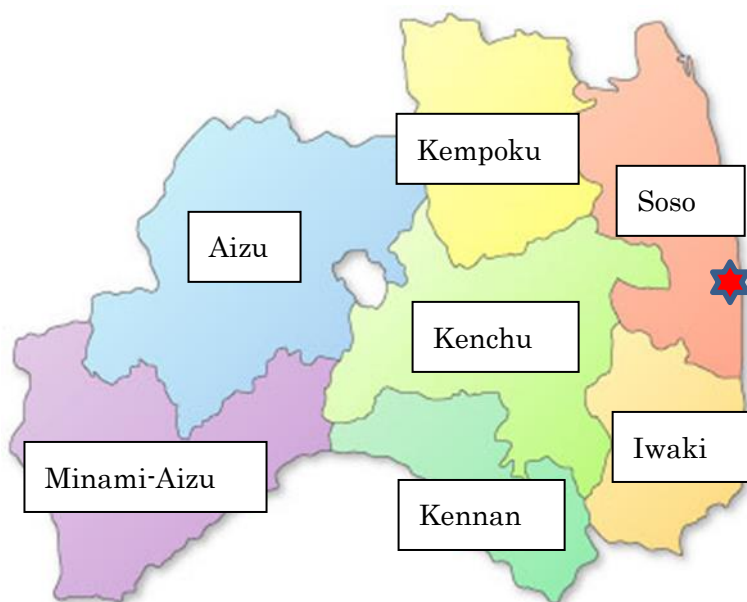 Kempoku
Soso
Aizu
Kenchu
Iwaki
Minami-Aizu
Kennan